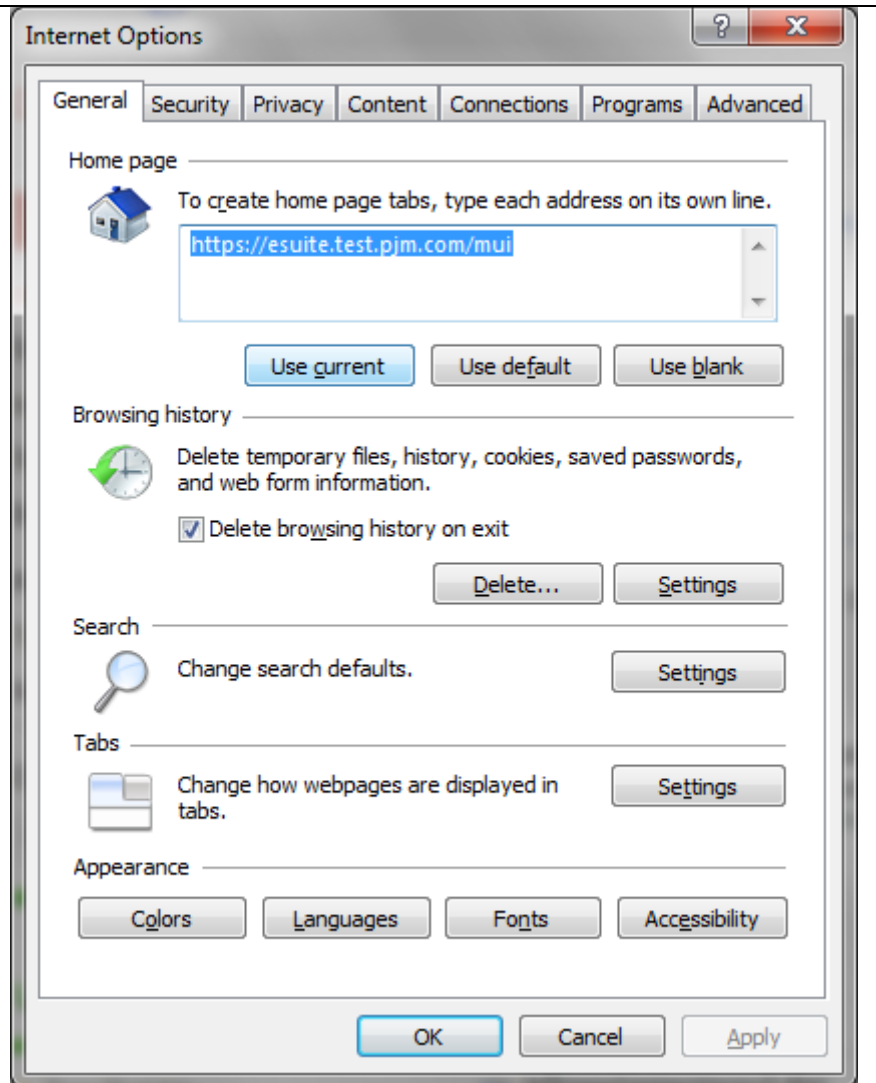 Internet Options
General Security Privacy Content Connections Programs Advanced
Home page
To create home page tabs, type each address on its own line.
https://esuite.test.pjm.com/mui
Use current Use default Use blank
Browsing history
Delete temporary files, history, cookies, saved passwords,
and web form information.
Delete browsing history on exit
Delete... Settings
Search
Change search defaults. Settings
Tabs
Change how webpages are displayed in
tabs.
Settings
Appearance
Colors Languages Fonts Accessibility
OK Cancel Apply